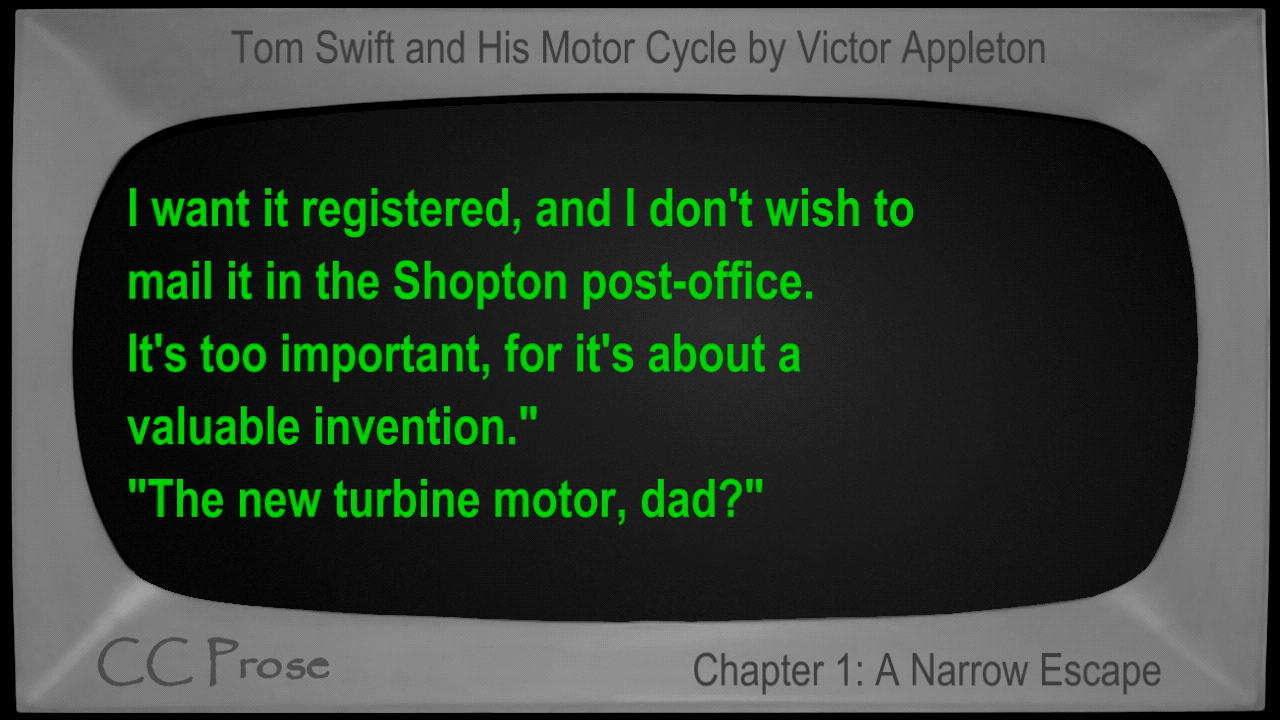 Tom Swift and His Motor Cycle by Victor Appleton
I want it registered, and I don't wish to
mail it in the Shopton post-office.
It's too important, for it's about a
valuable invention."
"The new turbine motor, dad?"
CC Prose
Chapter 1: A Narrow Escape